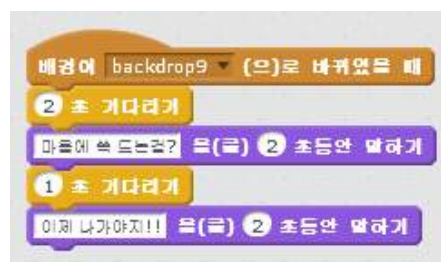 배경이 backdrop9 (으)로 바뀌었을 때
2 초 기다리기
마을에 쏙 드는걸? 을(를) 2 초동안 말하기
1 초 기다리기
이제 나가야지!! 을(를) 2 초동안 말하기